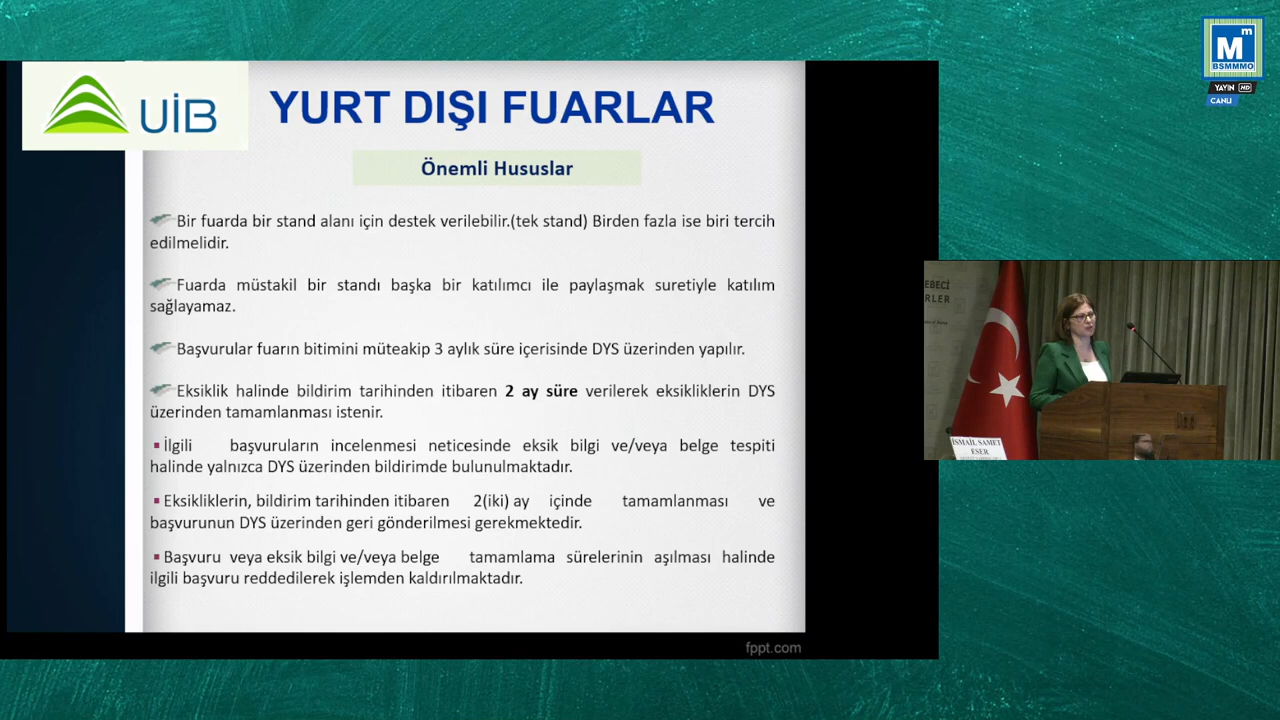 UİB
YURT DIŞI FUARLAR
Önemli Hususlar
Bir fuarda bir stand alanı için destek verilebilir.(tek stand) Birden fazla ise biri tercih
edilmelidir.
Fuarda müstakil bir standı başka bir katılımcı ile paylaşmak suretiyle katılım
sağlayamaz.
Başvurular fuarın bitimini müteakip 3 aylık süre içerisinde DYS üzerinden yapılır.
Eksiklik halinde bildirim tarihinden itibaren 2 ay süre verilerek eksikliklerin DYS
üzerinden tamamlanması istenir.
İlgili başvuruların incelenmesi neticesinde eksik bilgi ve/veya belge tespiti
halinde yalnızca DYS üzerinden bildirimde bulunulmaktadır.
Eksikliklerin, bildirim tarihinden itibaren 2(iki) ay içinde tamamlanması ve
başvurunun DYS üzerinden geri gönderilmesi gerekmektedir.
Başvuru veya eksik bilgi ve/veya belge tamamlama sürelerinin aşılması halinde
ilgili başvuru reddedilerek işlemden kaldırılmaktadır.
fppt.com
Mm
BSMMMO
YAYIN HD
CANLI
EBECİ
RLER
İSMAİL SAMET
ESER